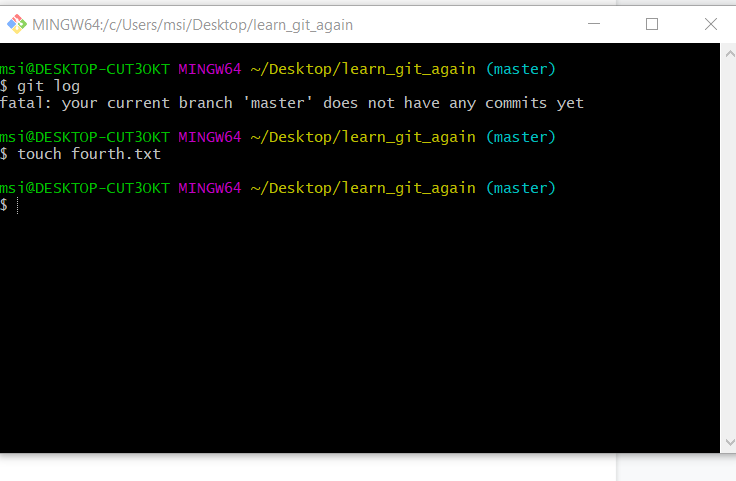 MINGW64:/c/Users/msi/Desktop/learn_git_again
msi@DESKTOP-CUT3OKT MINGW64 ~/Desktop/learn_git_again (master)
$ git log
fatal: your current branch 'master' does not have any commits yet
msi@DESKTOP-CUT3OKT MINGW64 ~/Desktop/learn_git_again (master)
$ touch fourth.txt
msi@DESKTOP-CUT3OKT MINGW64 ~/Desktop/learn_git_again (master)
$